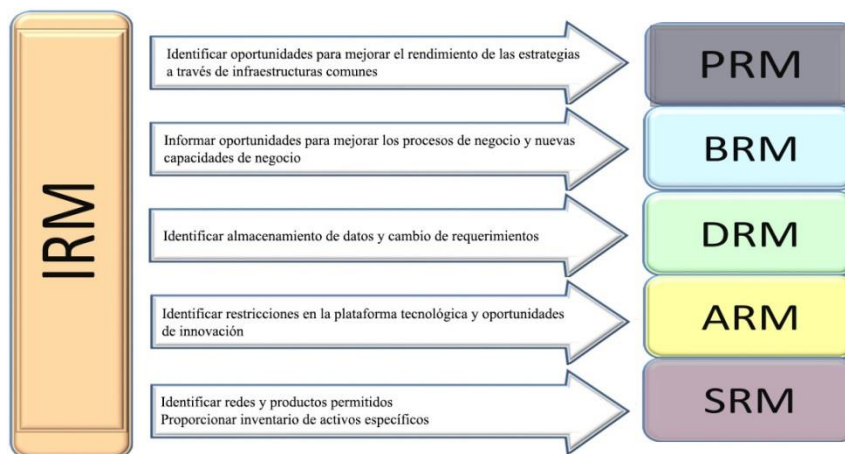 IRM
Identificar oportunidades para mejorar el rendimiento de las estrategias
a través de infraestructuras comunes
PRM
Informar oportunidades para mejorar los procesos de negocio y nuevas
capacidades de negocio
BRM
Identificar almacenamiento de datos y cambio de requerimientos
DRM
Identificar restricciones en la plataforma tecnológica y oportunidades
de innovación
ARM
Identificar redes y productos permitidos
Proporcionar inventario de activos específicos
SRM